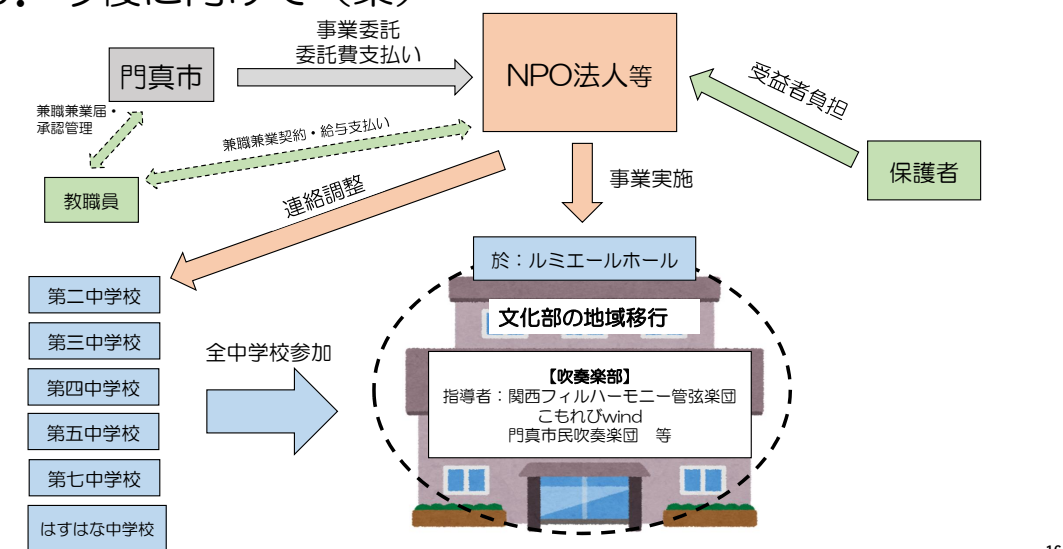 今後に向けて（案）
事業委託
委託費支払い
門真市
NPO法人等
受益者負担
兼職兼業届・
承認管理
兼職兼業契約・給与支払い
保護者
教職員
連絡調整
事業実施
於：ルミエールホール
第二中学校
文化部の地域移行
第三中学校
全中学校参加
【吹奏楽部】
第四中学校
指導者：関西フィルハーモニー管弦楽団
こもれびwind
第五中学校
門真市民吹奏楽団　等
第七中学校
はすはな中学校